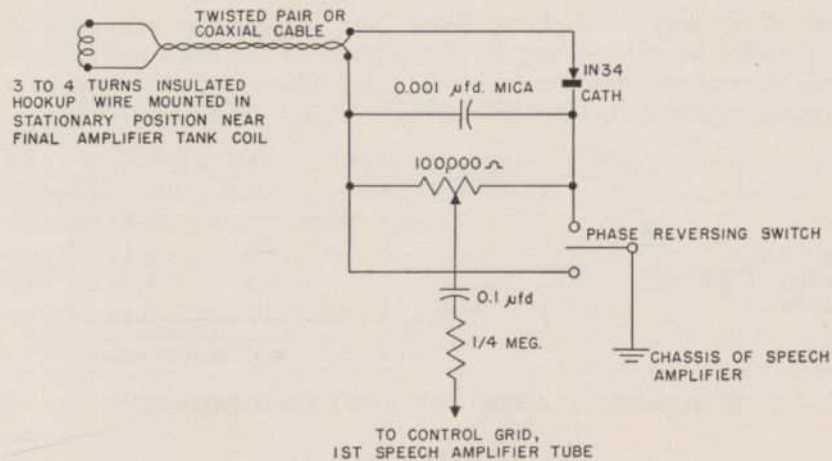 TWISTED PAIR OR
COAXIAL CABLE
3 TO 4 TURNS INSULATED
HOOKUP WIRE MOUNTED IN
STATIONARY POSITION NEAR
FINAL AMPLIFIER TANK COIL
0.001 µfd. MICA
IN34
CATH
100,000 Ω
PHASE REVERSING SWITCH
0.1 µfd
1/4 MEG.
CHASSIS OF SPEECH
AMPLIFIER
TO CONTROL GRID,
1ST SPEECH AMPLIFIER TUBE